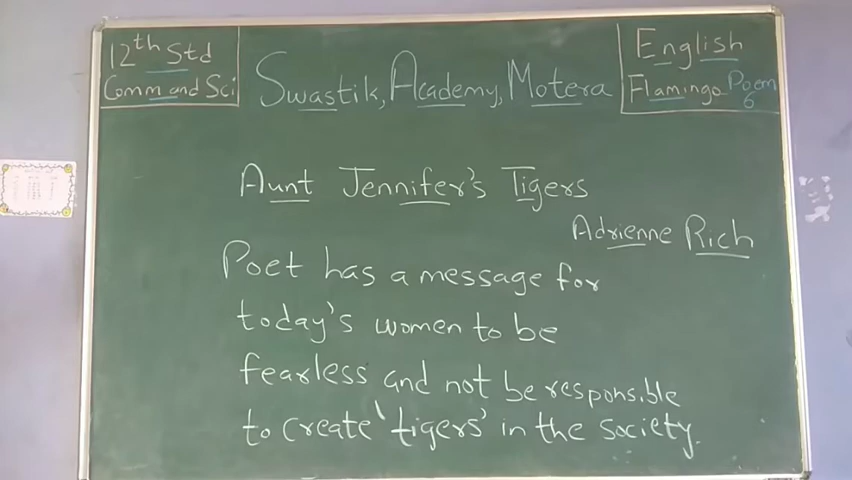 12th Std
Comm and Sci
Swastik, Academy, Motera
English
Flamingo Poem
6
Aunt Jennifer's Tigers
Adrienne Rich
Poet has a message for
today's women to be
fearless and not be responsible
to create 'tigers' in the society.